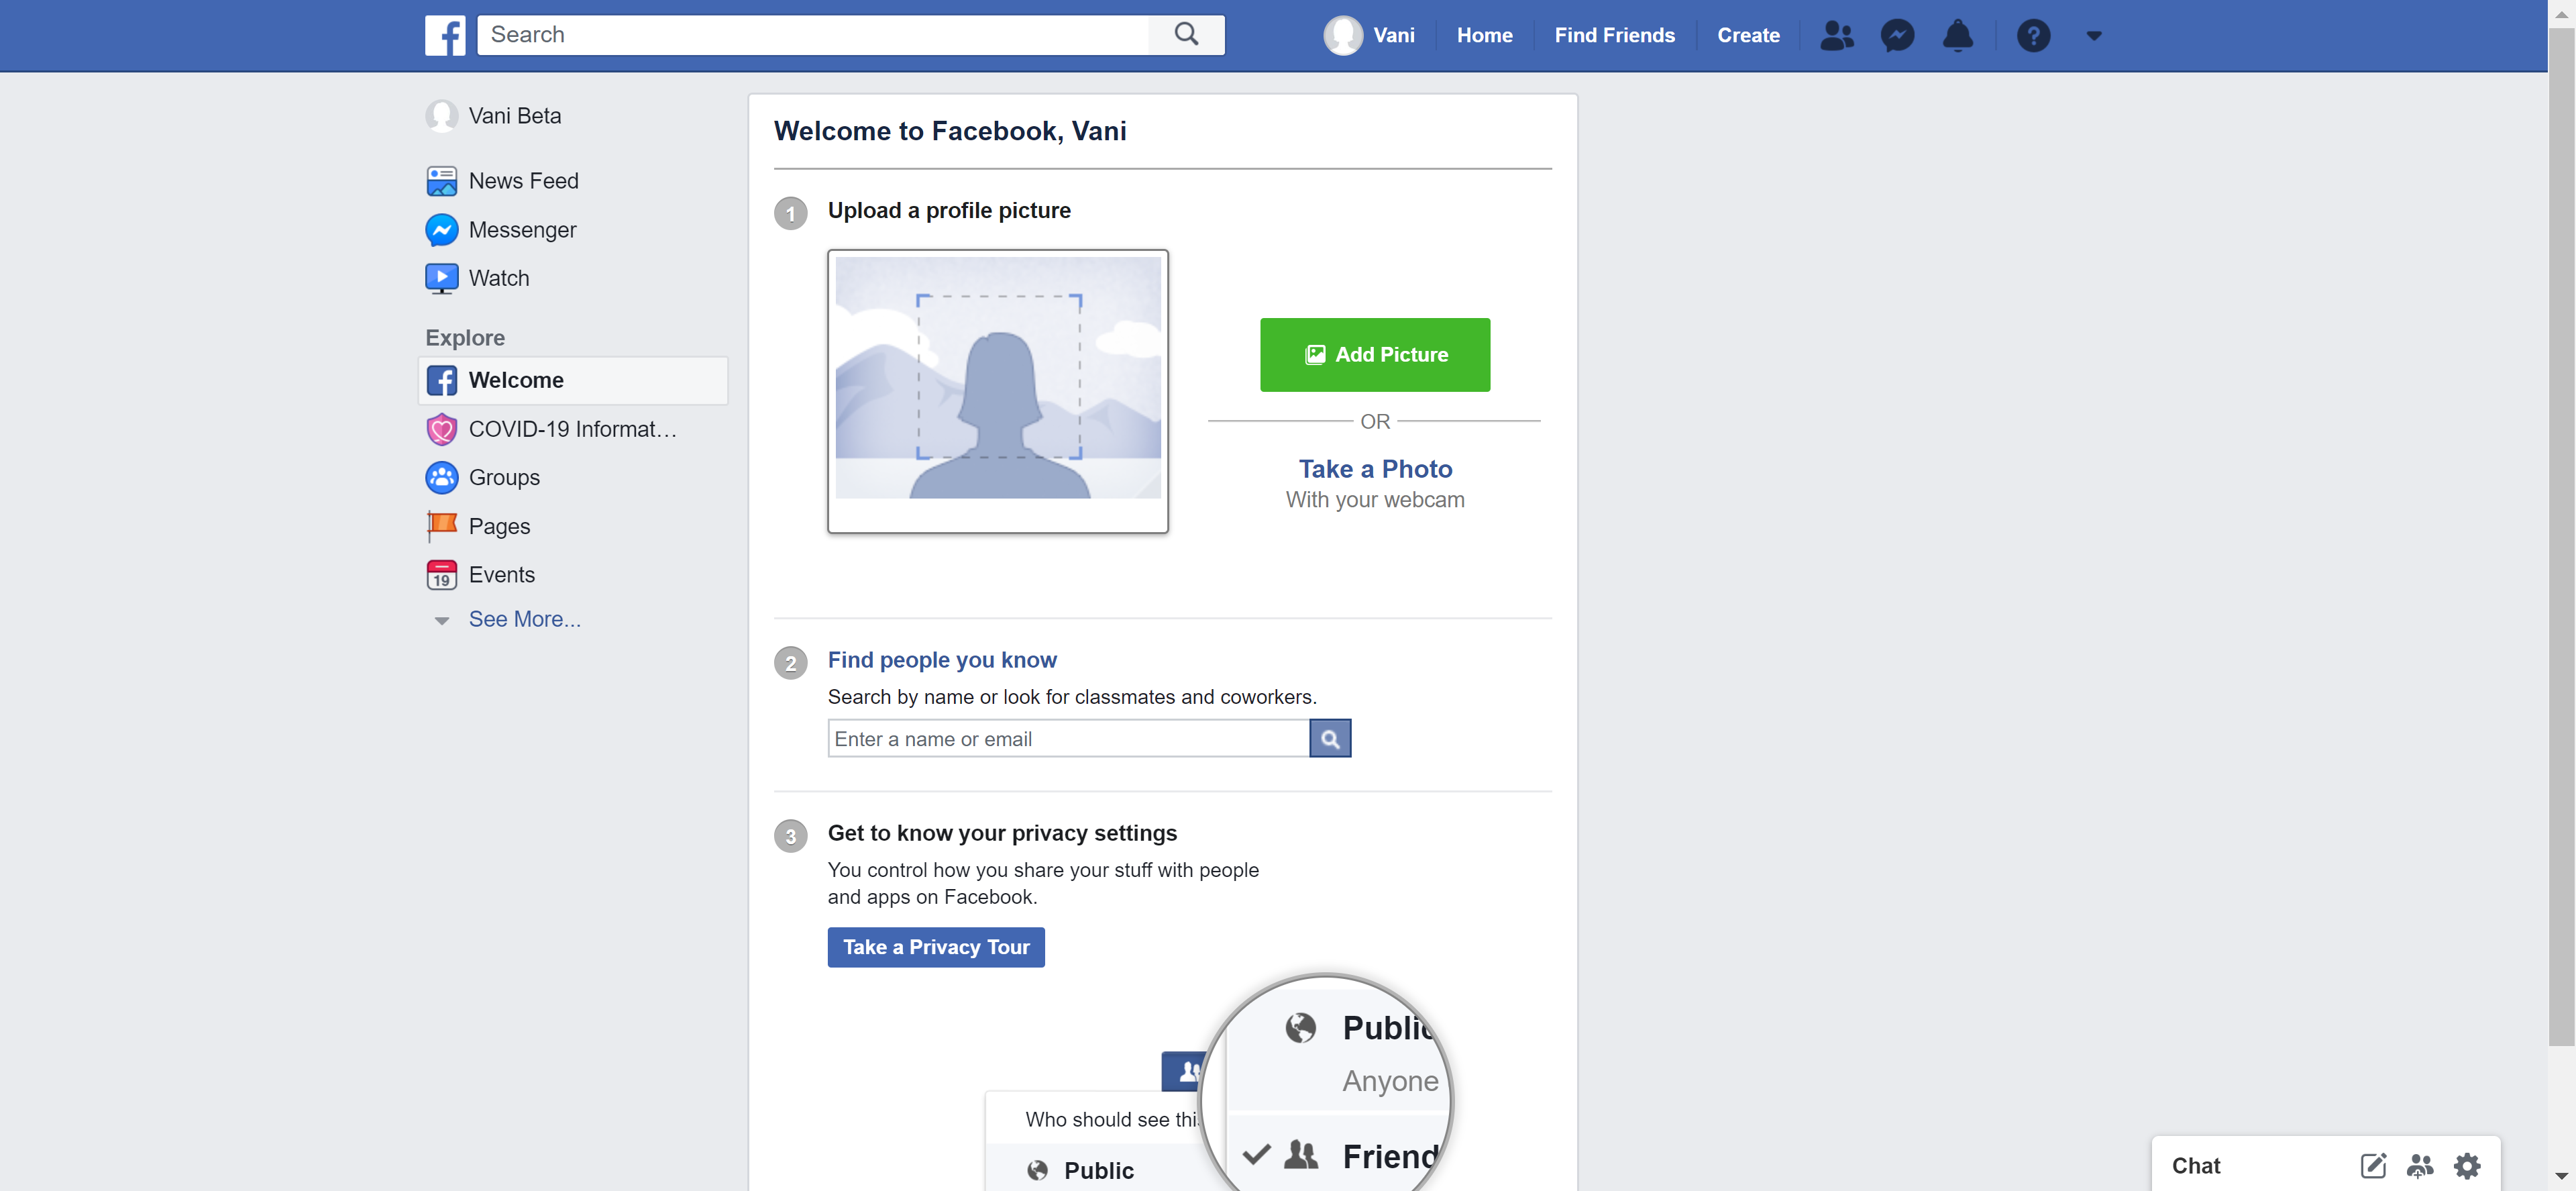 Search
Vani
Home
Find Friends
Create
Vani Beta
News Feed
Messenger
Watch
Explore
Welcome
COVID-19 Informat…
Groups
Pages
19
Events
See More...
Welcome to Facebook, Vani
1
Upload a profile picture
Add Picture
OR
Take a Photo
With your webcam
2
Find people you know
Search by name or look for classmates and coworkers.
Enter a name or email
3
Get to know your privacy settings
You control how you share your stuff with people
and apps on Facebook.
Take a Privacy Tour
Public
Anyone
Who should see this
Friend
Public
Chat